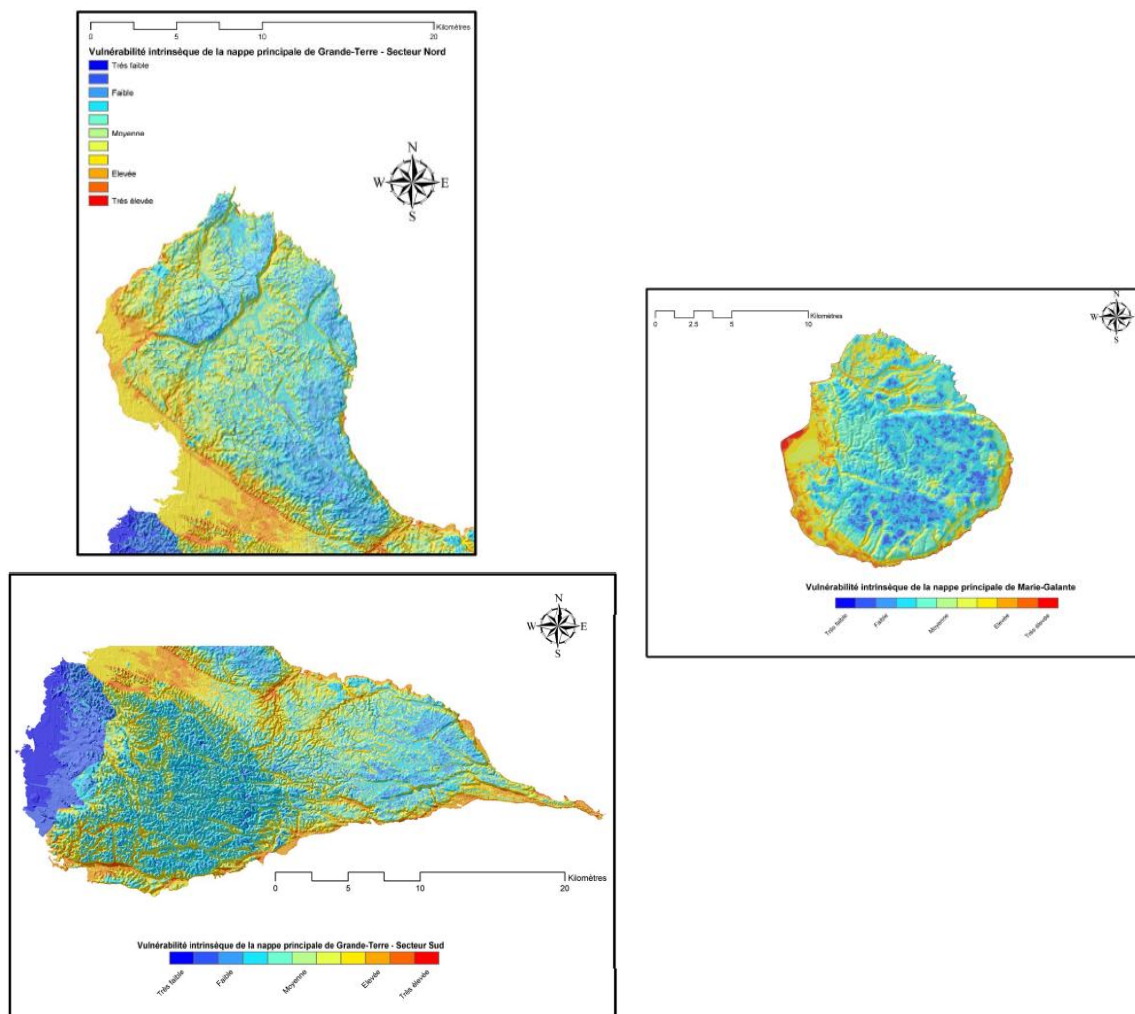 Kilomètres
0 5 10 20
Vulnérabilité intrinsèque de la nappe principale de Grande-Terre - Secteur Nord
Très faible
Faible
Moyenne
Elevée
Très élevée
N
W E
S
Kilomètres
0 2.5 5 10
N
W E
S
Vulnérabilité intrinsèque de la nappe principale de Marie-Galante
Très faible Faible Moyenne Elevée Très élevée
N
W E
S
Kilomètres
0 5 10 20
Vulnérabilité intrinsèque de la nappe principale de Grande-Terre - Secteur Sud
Très faible Faible Moyenne Elevée Très élevée